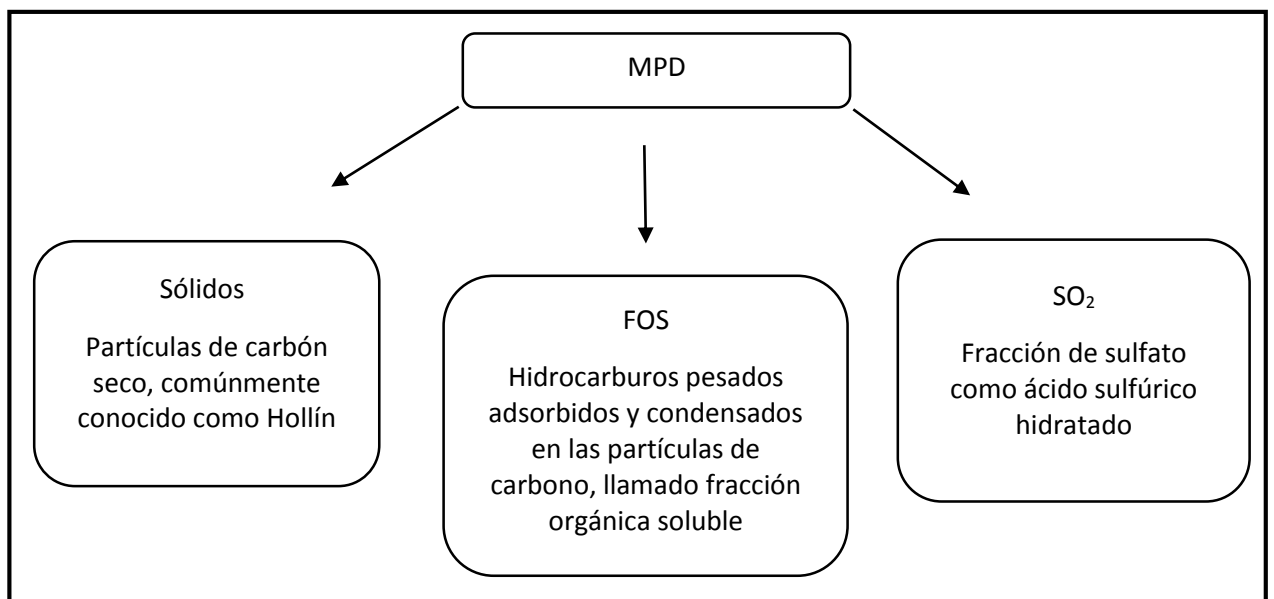 MPD
Sólidos
Partículas de carbón
seco, comúnmente
conocido como Hollín
FOS
Hidrocarburos pesados
adsorbidos y condensados
en las partículas de
carbono, llamado fracción
orgánica soluble
SO₂
Fracción de sulfato
como ácido sulfúrico
hidratado